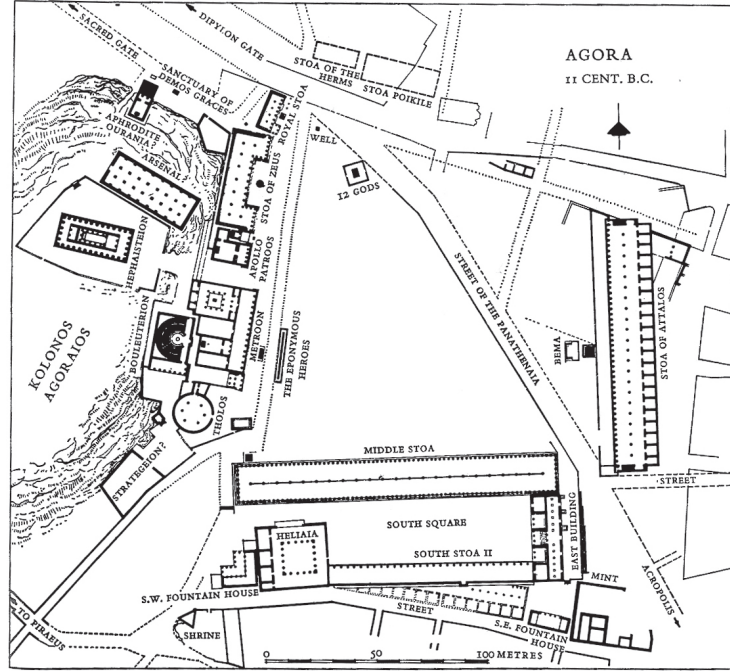 AGORA
11 CENT. B.C.
SACRED GATE
DIPYLON GATE
STOA OF THE
HERMS
STOA POIKILE
SANCTUARY OF
DEMOS GRACES
ROYAL STOA
WELL
APHRODITE
OURANIA?
ARSENAL
STOA OF ZEUS
12 GODS
HEPHAISTEION
APOLLO
PATROOS
STREET OF THE PANATHENAIA
KOLONOS
AGORAIOS
BOULEUTERION
METROON
THE EPONYMOUS
HEROES
BEMA
STOA OF ATTALOS
THOLOS
STRATEGEION?
MIDDLE STOA
STREET
SOUTH SQUARE
HELIAIA
SOUTH STOA II
EAST BUILDING
MINT
ACROPOLIS
S.W. FOUNTAIN HOUSE
STREET
S.E. FOUNTAIN
HOUSE
TO PIRAEUS
SHRINE
0 50 100 METRES